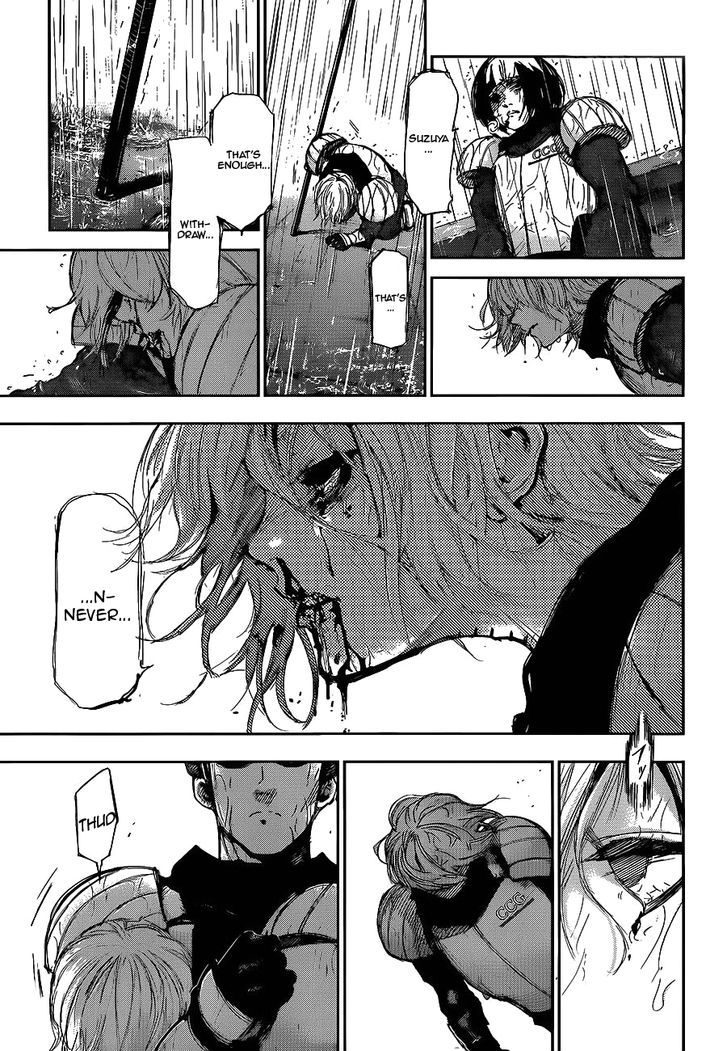 SUZUYA
...
CCG
THAT'S
ENOUGH...
WITH-
DRAW...
THAT'S
...
...N-
NEVER...
CCG
THUD